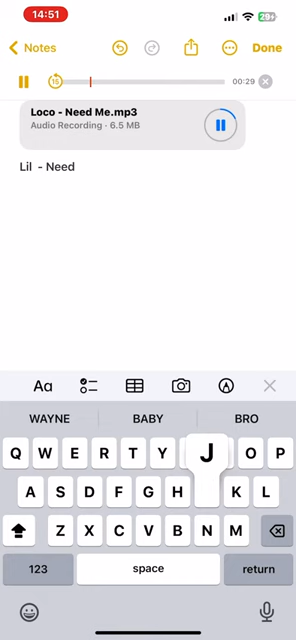 14:51
29
Notes
Done
15
00:29
Loco - Need Me.mp3
Audio Recording · 6.5 MB
Lil - Need
Aa
WAYNE BABY BRO
Q W E R T Y J O P
A S D F G H K L
Z X C V B N M
123 space return